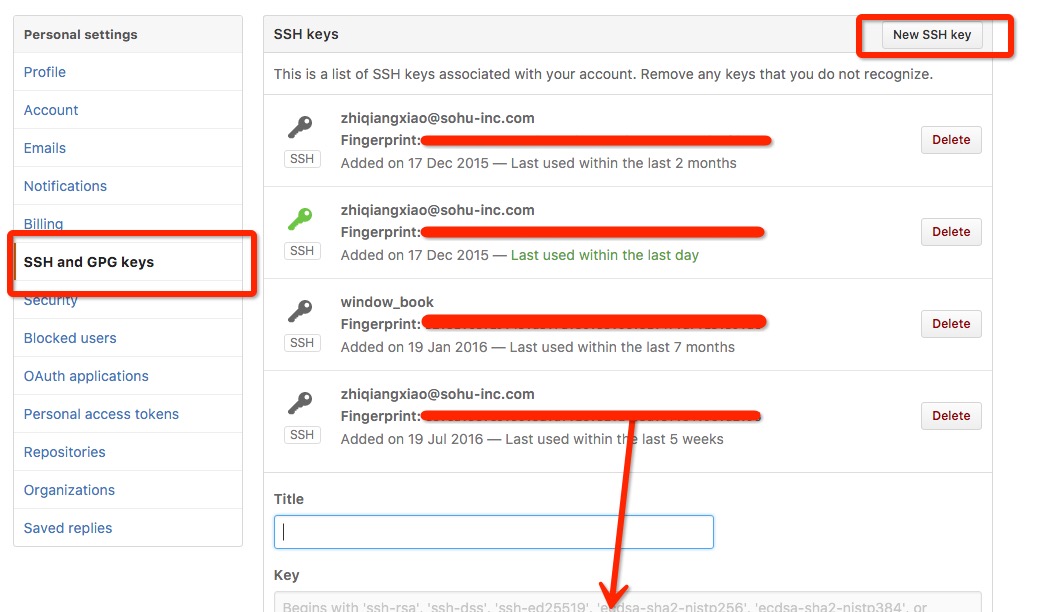 Personal settings
Profile
Account
Emails
Notifications
Billing
SSH and GPG keys
Security
Blocked users
OAuth applications
Personal access tokens
Repositories
Organizations
Saved replies
SSH keys
New SSH key
This is a list of SSH keys associated with your account. Remove any keys that you do not recognize.
zhiqiangxiao@sohu-inc.com
Fingerprint:
SSH
Added on 17 Dec 2015 — Last used within the last 2 months
Delete
zhiqiangxiao@sohu-inc.com
Fingerprint:
SSH
Added on 17 Dec 2015 — Last used within the last day
Delete
window_book
Fingerprint:
SSH
Added on 19 Jan 2016 — Last used within the last 7 months
Delete
zhiqiangxiao@sohu-inc.com
Fingerprint:
SSH
Added on 19 Jul 2016 — Last used within the last 5 weeks
Delete
Title
Key
Begins with 'ssh-rsa', 'ssh-dss', 'ssh-ed25519', 'ecdsa-sha2-nistp256', 'ecdsa-sha2-nistp384', or